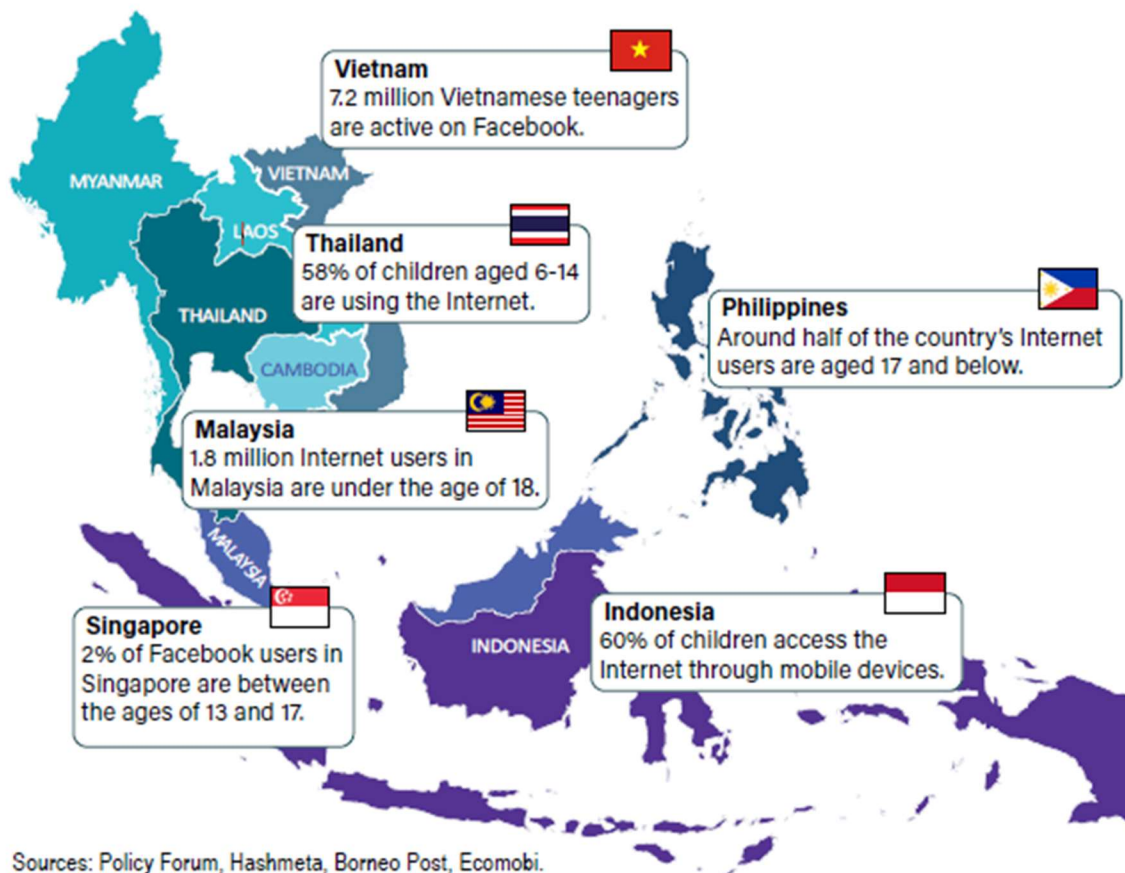 Vietnam
7.2 million Vietnamese teenagers
are active on Facebook.
MYANMAR
VIETNAM
LAOS
Thailand
58% of children aged 6-14
are using the Internet.
THAILAND
CAMBODIA
Philippines
Around half of the country's Internet
users are aged 17 and below.
Malaysia
1.8 million Internet users in
Malaysia are under the age of 18.
MALAYSIA
Singapore
2% of Facebook users in
Singapore are between
the ages of 13 and 17.
INDONESIA
Indonesia
60% of children access the
Internet through mobile devices.
Sources: Policy Forum, Hashmeta, Borneo Post, Ecomobi.